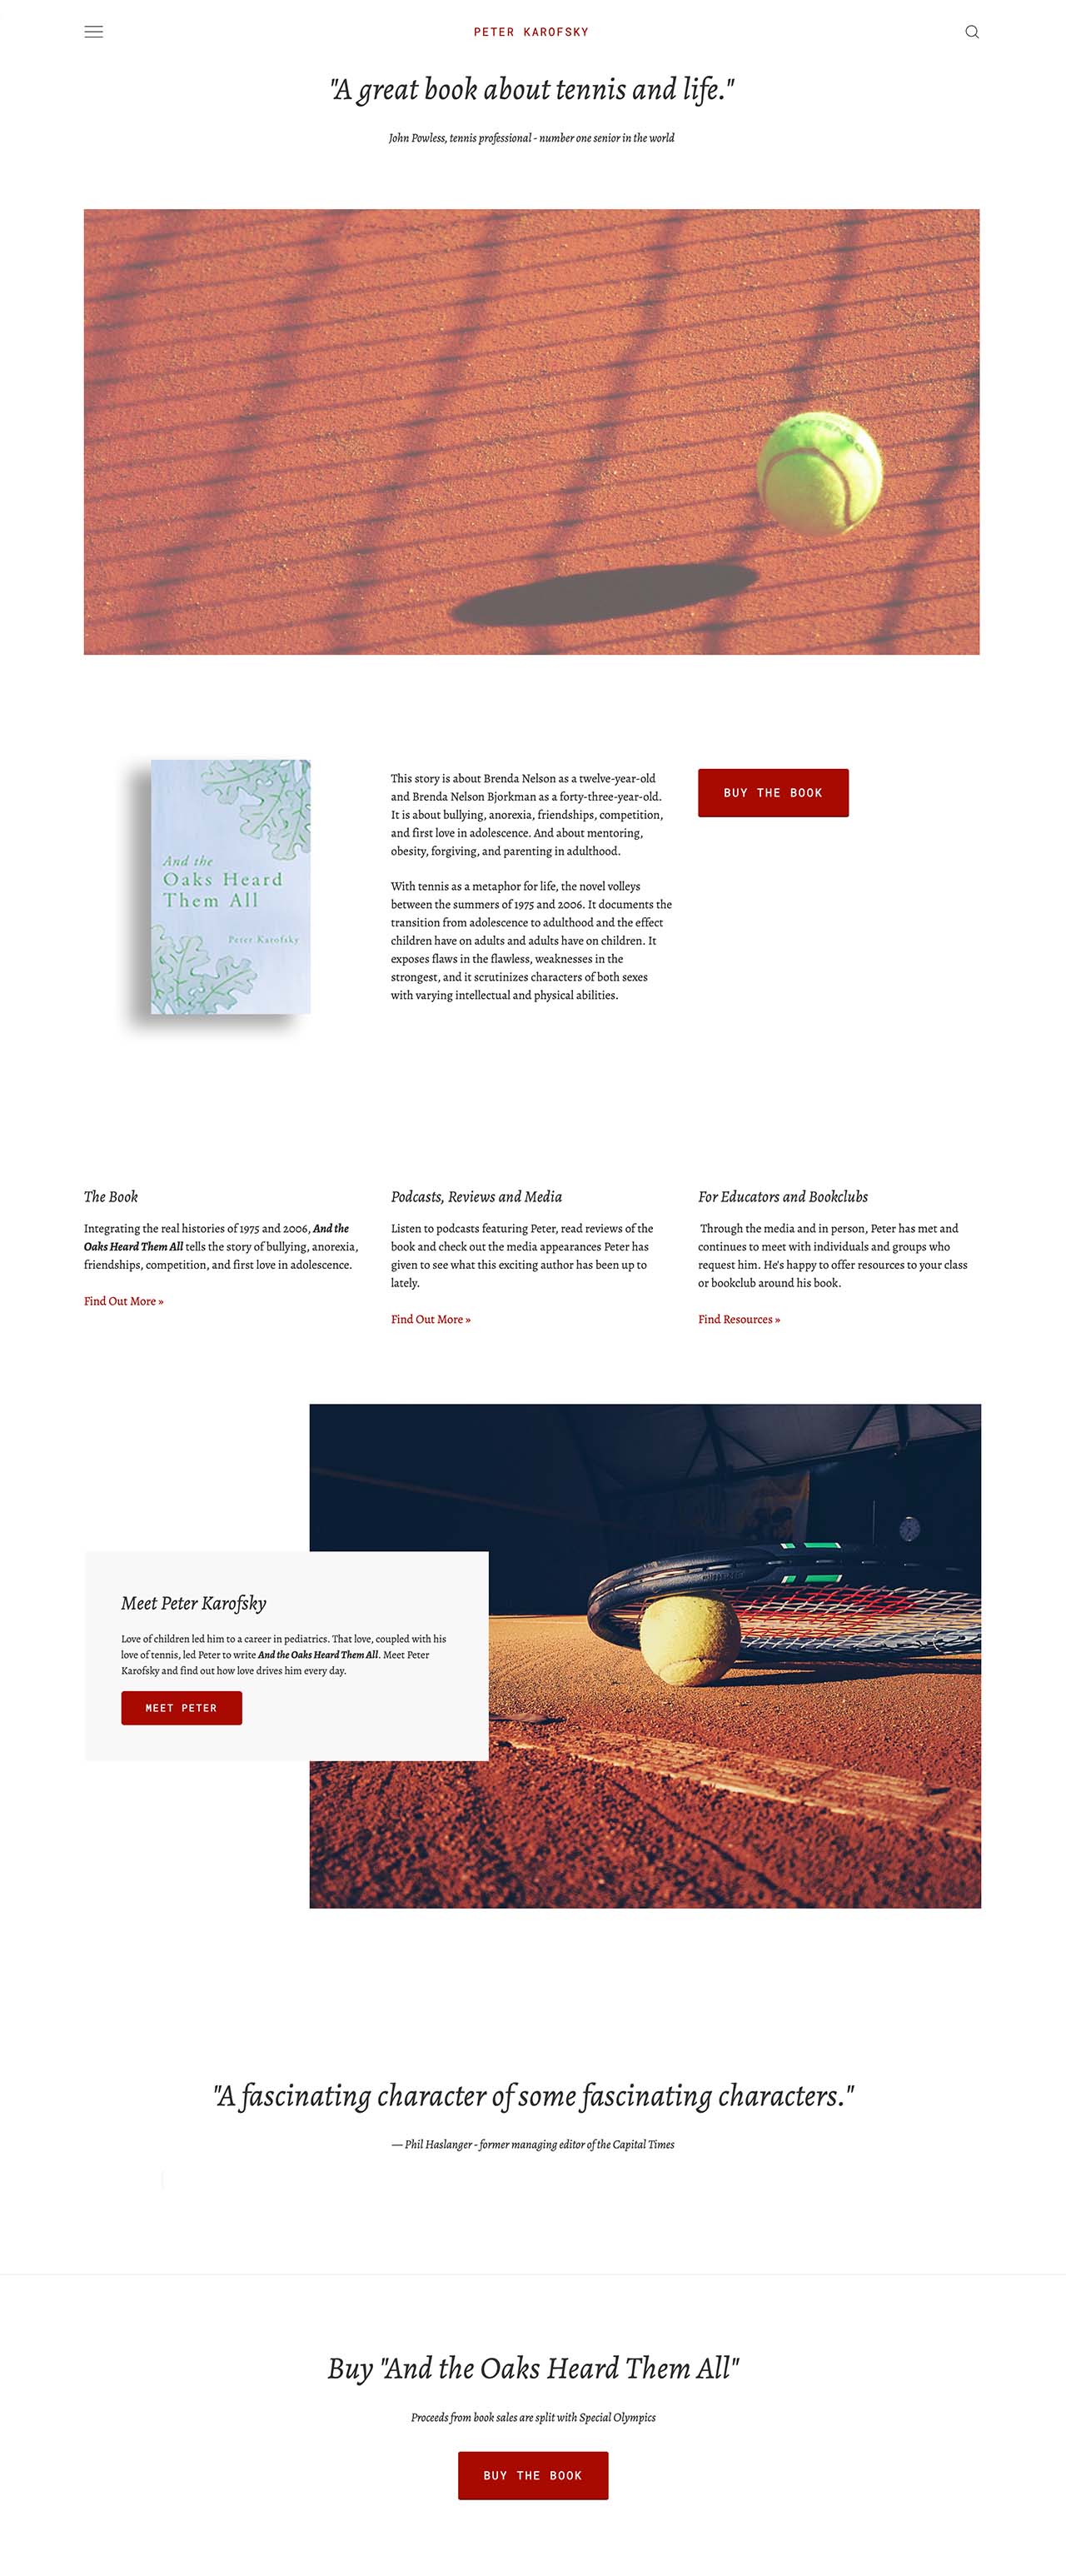 PETER KAROFSKY
"A great book about tennis and life."
John Powless, tennis professional - number one senior in the world
And the
Oaks Heard
Them All
Peter Karofsky
This story is about Brenda Nelson as a twelve-year-old
and Brenda Nelson Bjorkman as a forty-three-year-old.
It is about bullying, anorexia, friendships, competition,
and first love in adolescence. And about mentoring,
obesity, forgiving, and parenting in adulthood.
With tennis as a metaphor for life, the novel volleys
between the summers of 1975 and 2006. It documents the
transition from adolescence to adulthood and the effect
children have on adults and adults have on children. It
exposes flaws in the flawless, weaknesses in the
strongest, and it scrutinizes characters of both sexes
with varying intellectual and physical abilities.
BUY THE BOOK
The Book
Integrating the real histories of 1975 and 2006, And the
Oaks Heard Them All tells the story of bullying, anorexia,
friendships, competition, and first love in adolescence.
Find Out More »
Podcasts, Reviews and Media
Listen to podcasts featuring Peter, read reviews of the
book and check out the media appearances Peter has
given to see what this exciting author has been up to
lately.
Find Out More »
For Educators and Bookclubs
Through the media and in person, Peter has met and
continues to meet with individuals and groups who
request him. He's happy to offer resources to your class
or bookclub around his book.
Find Resources »
Meet Peter Karofsky
Love of children led him to a career in pediatrics. That love, coupled with his
love of tennis, led Peter to write And the Oaks Heard Them All. Meet Peter
Karofsky and find out how love drives him every day.
MEET PETER
"A fascinating character of some fascinating characters."
— Phil Haslanger - former managing editor of the Capital Times
Buy "And the Oaks Heard Them All"
Proceeds from book sales are split with Special Olympics
BUY THE BOOK